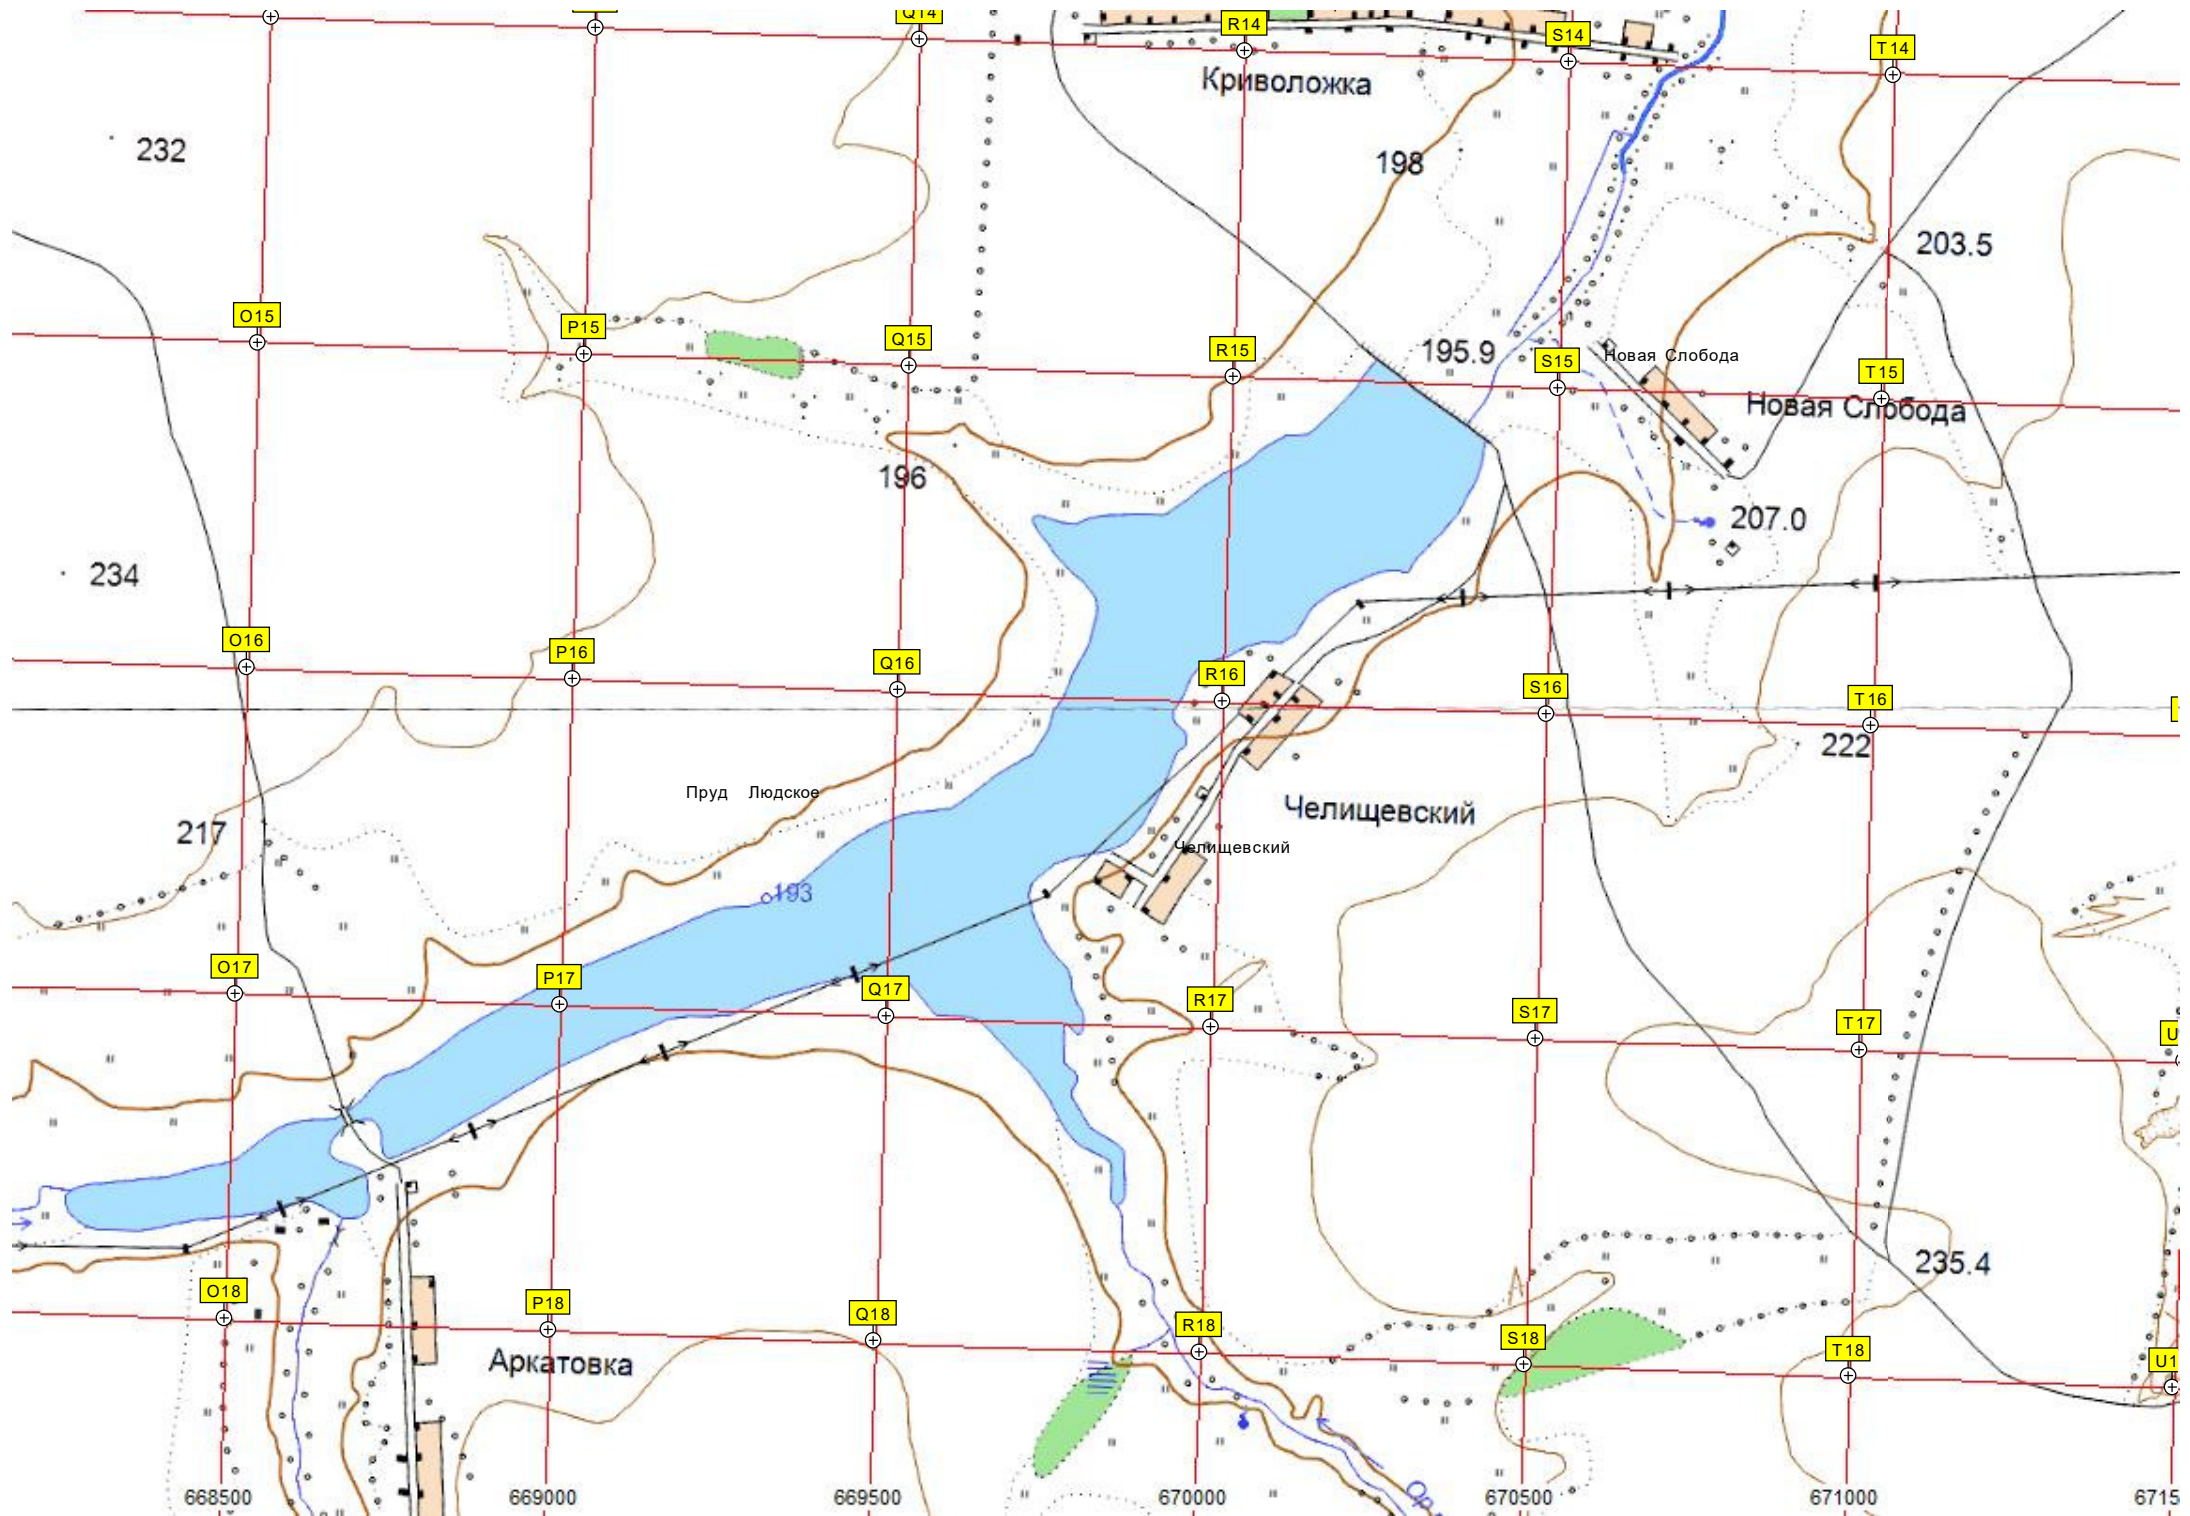 Q14
R14
S14
T14
Криволожка
232
198
203.5
O15
P15
Q15
R15
195.9
S15
Новая Слобода
T15
Новая Слобода
196
207.0
234
O16
P16
Q16
R16
S16
T16
222
Пруд Людское
Челищевский
217
Челищевский
193
O17
P17
Q17
R17
S17
T17
U
235.4
O18
P18
Q18
R18
S18
T18
U1
Аркатовка
Ор
668500 669000 669500 670000 670500 671000 6715